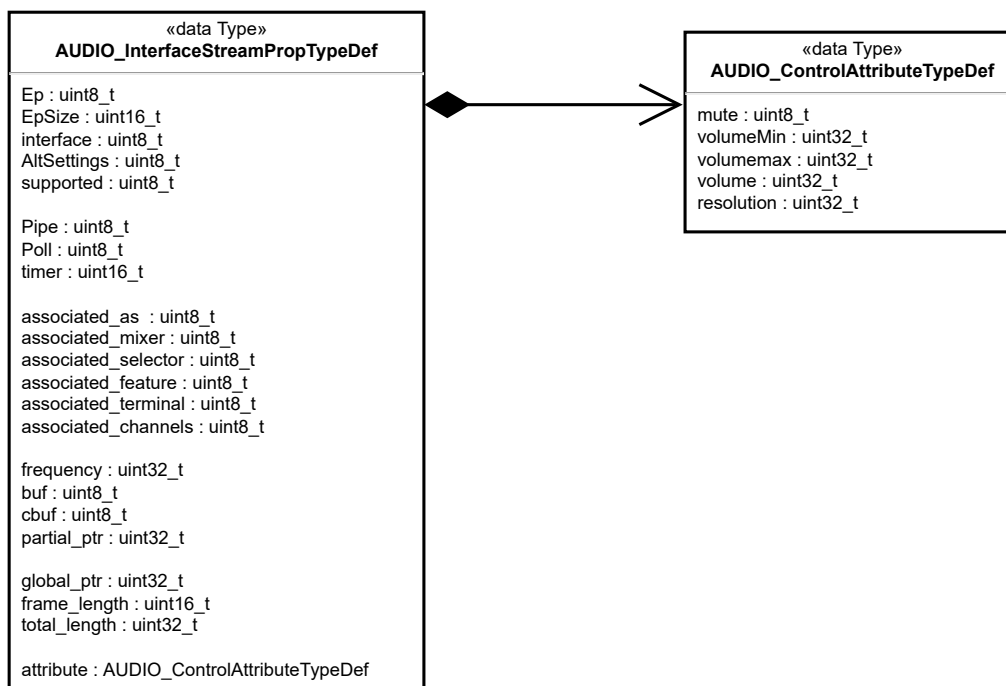 «data Type»
AUDIO_InterfaceStreamPropTypeDef
Ep : uint8_t
EpSize : uint16_t
interface : uint8_t
AltSettings : uint8_t
supported : uint8_t
Pipe : uint8_t
Poll : uint8_t
timer : uint16_t
associated_as  : uint8_t
associated_mixer : uint8_t
associated_selector : uint8_t
associated_feature : uint8_t
associated_terminal : uint8_t
associated_channels : uint8_t
frequency : uint32_t
buf : uint8_t
cbuf : uint8_t
partial_ptr : uint32_t
global_ptr : uint32_t
frame_length : uint16_t
total_length : uint32_t
attribute : AUDIO_ControlAttributeTypeDef
«data Type»
AUDIO_ControlAttributeTypeDef
mute : uint8_t
volumeMin : uint32_t
volumemax : uint32_t
volume : uint32_t
resolution : uint32_t